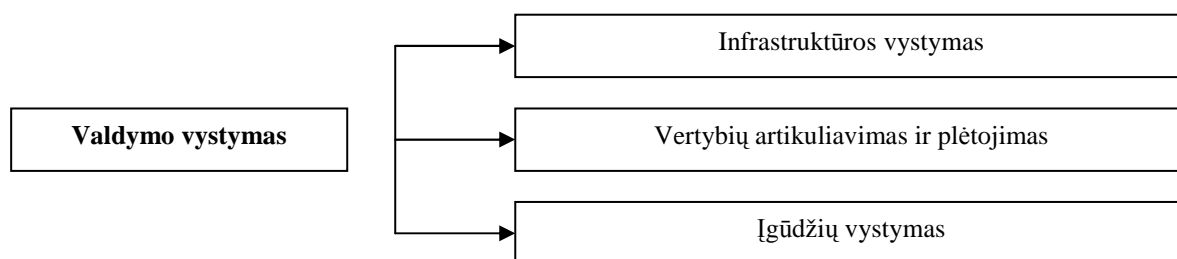 Infrastruktūros vystymas
Valdymo vystymas
Vertybių artikuliavimas ir plėtojimas
Įgūdžių vystymas